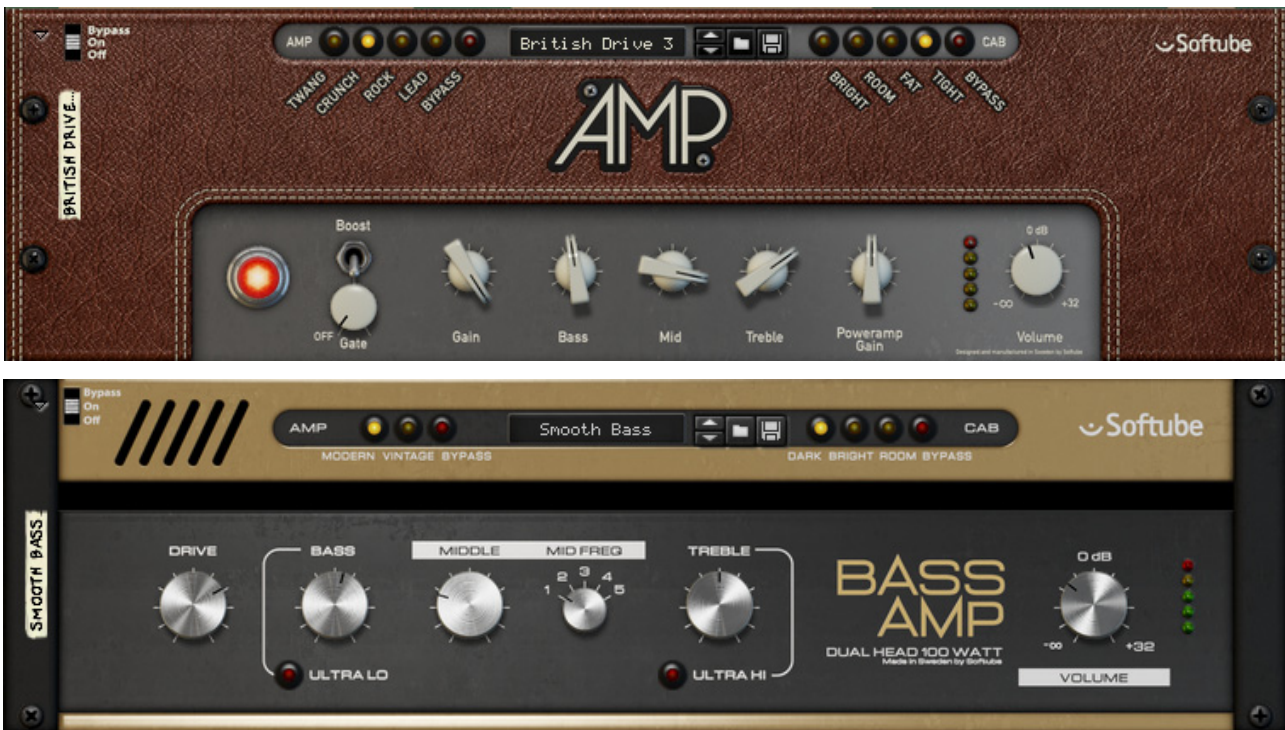 Bypass
On
Off
AMP
British Drive 3
CAB
Softube
TWANG
CRUNCH
ROCK
LEAD
BYPASS
BRIGHT
ROOM
FAT
TIGHT
BYPASS
AMP
BRITISH DRIVE...
Boost
OFF
Gate
Gain
Bass
Mid
Treble
Poweramp
Gain
0 dB
-∞
+32
Volume
Designed and manufactured in Sweden by Softube
Bypass
On
Off
AMP
Smooth Bass
CAB
Softube
MODERN VINTAGE BYPASS
DARK BRIGHT ROOM BYPASS
SMOOTH BASS
DRIVE
BASS
MIDDLE
MID FREQ
1 2 3 4 5
TREBLE
ULTRA LO
ULTRA HI
BASS
AMP
DUAL HEAD 100 WATT
Made in Sweden by Softube
0 dB
-∞
+32
VOLUME